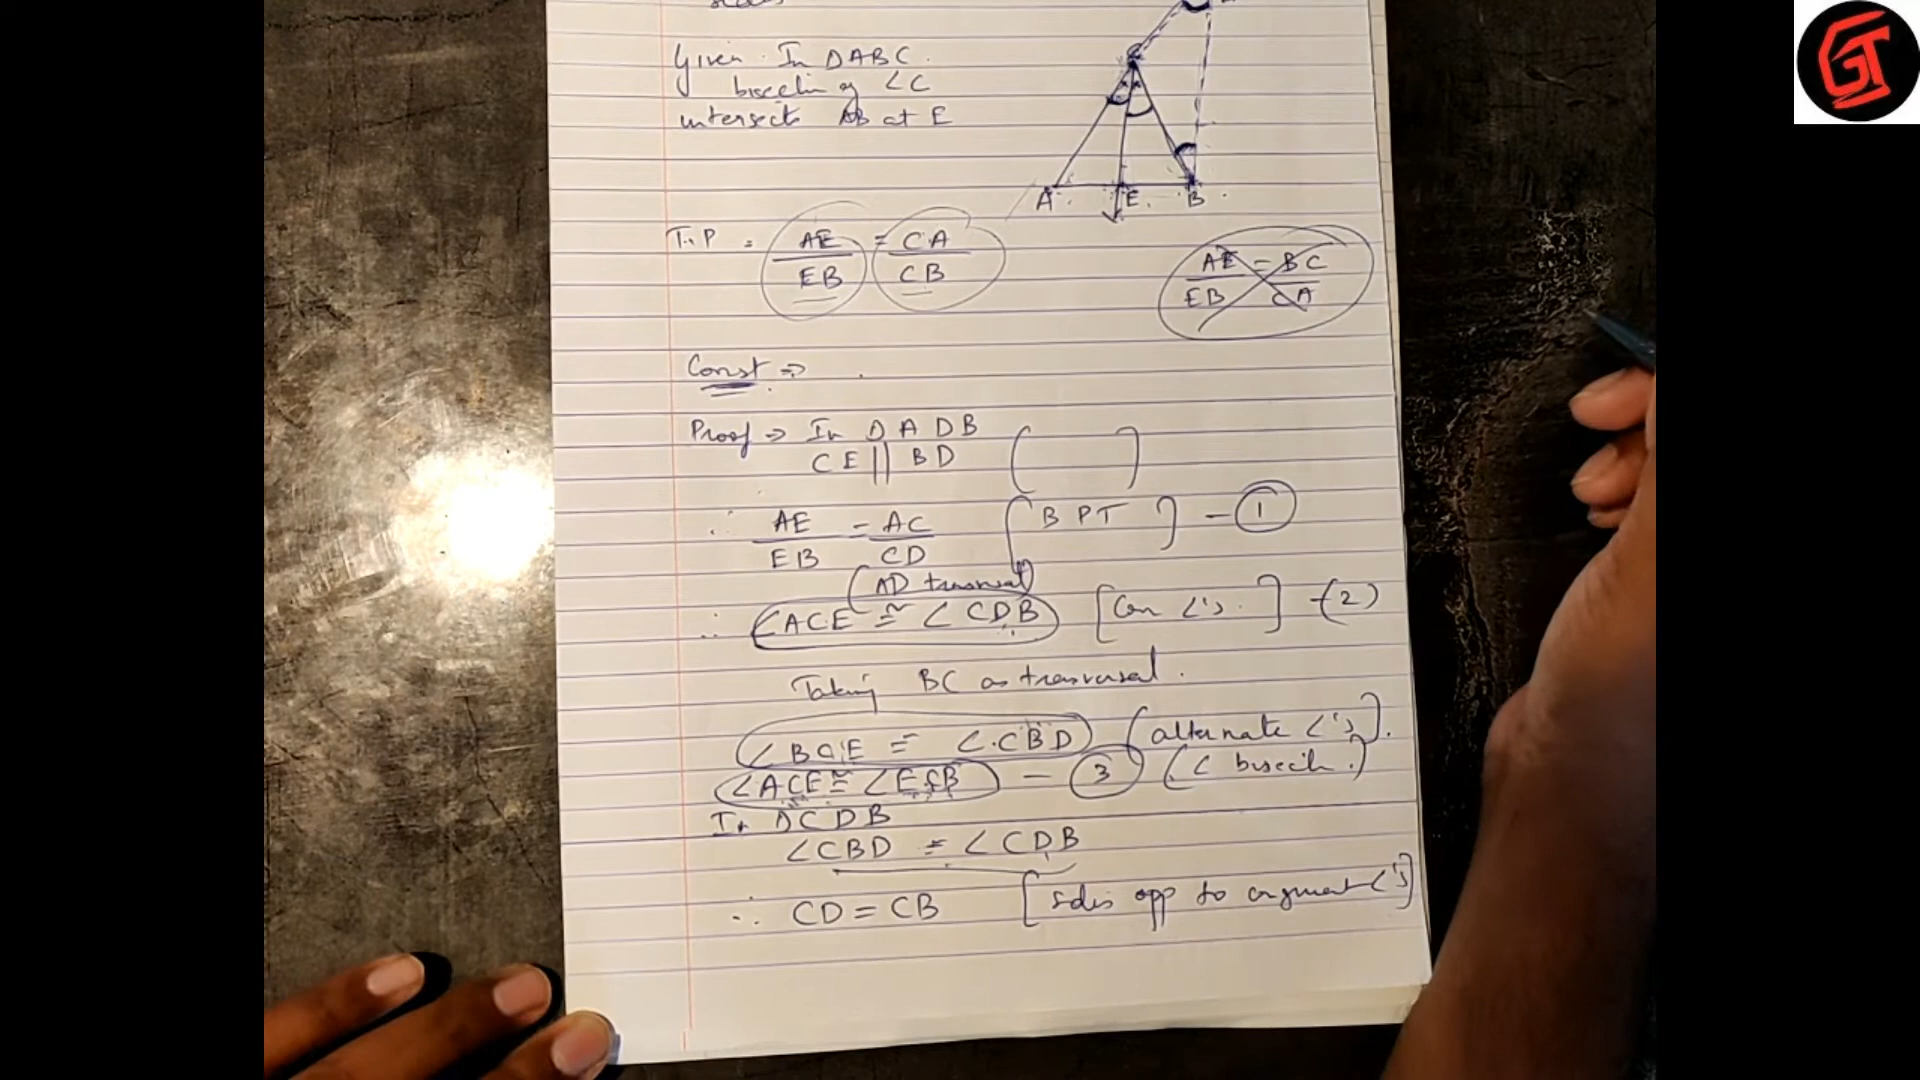 Given . In ΔABC.
bisector of ∠C
intersects AB at E
C
A . E . B .
T.P = AE/EB = CA/CB
AE/EB = BC/CA
Const ⇒ .
Proof ⇒ In Δ A D B
CE || BD [ ]
∴ AE/EB = AC/CD [ B P T ] – ①
(AD transversal)
∴ ∠ACE ≅ ∠CDB [Corr ∠'s . ] – (2)
Taking BC as transversal .
∠BCE = ∠.CBD (alternate ∠'s).
∠ACE ≅ ∠ECB — ③ (∠ bisector.)
In ΔCDB
∠CBD = ∠CDB
∴ CD = CB [sides opp to congruent ∠'s]
GT